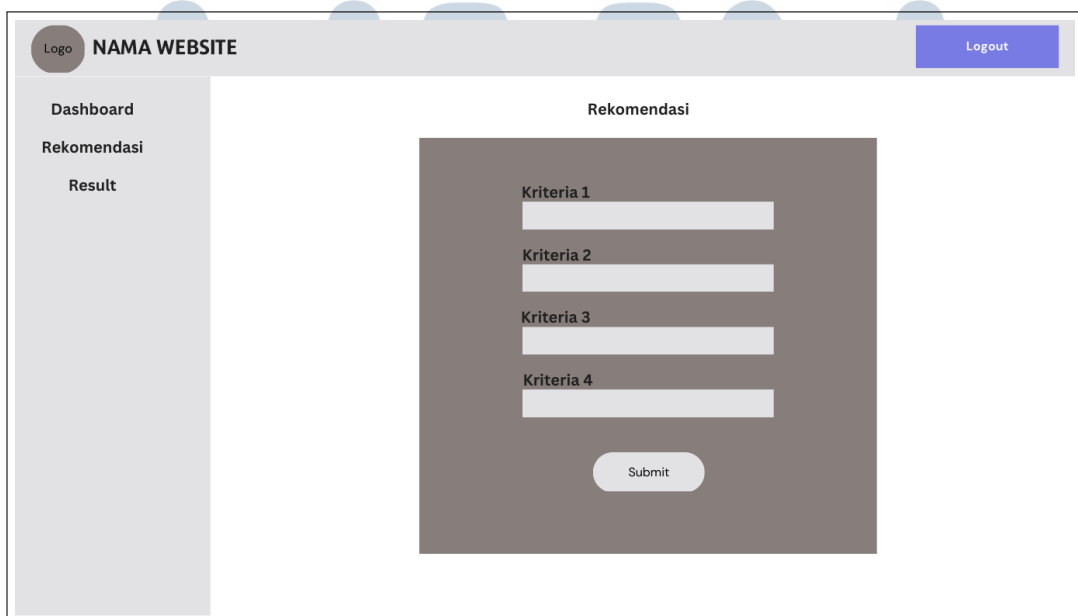 Logo
NAMA WEBSITE
Logout
Dashboard
Rekomendasi
Result
Rekomendasi
Kriteria 1
Kriteria 2
Kriteria 3
Kriteria 4
Submit